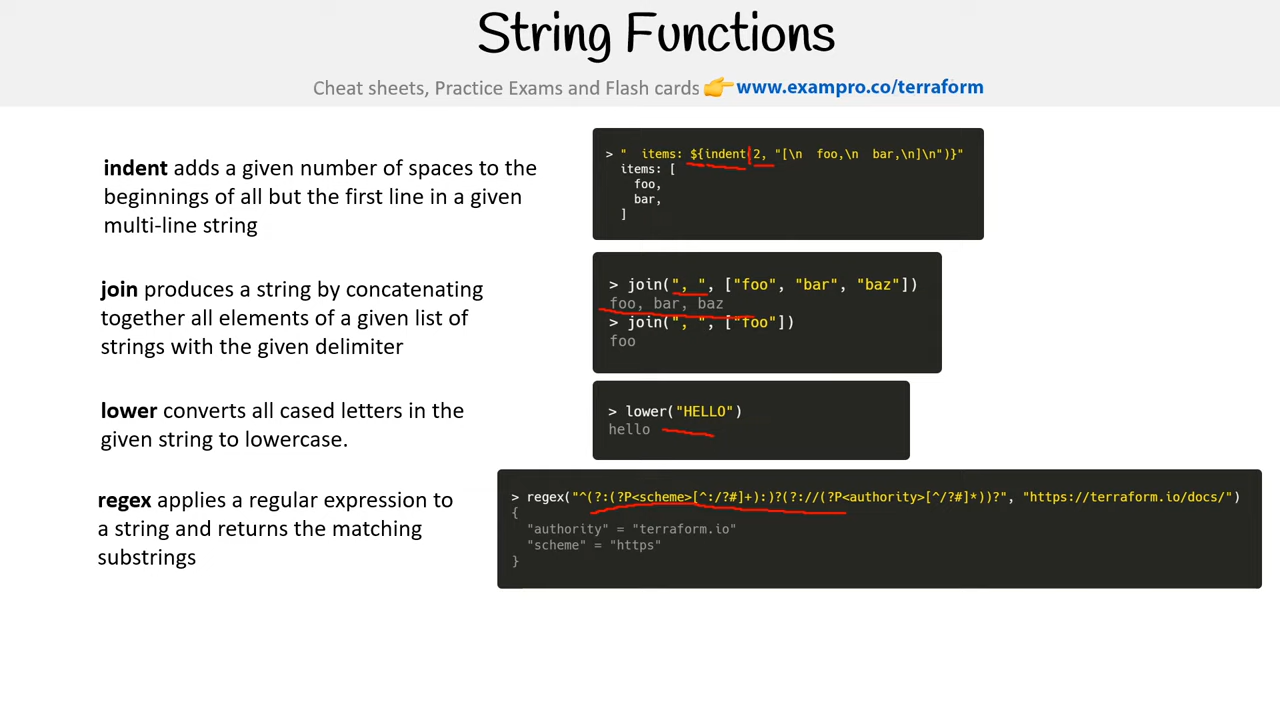 String Functions
Cheat sheets, Practice Exams and Flash cards 👉 www.exampro.co/terraform
indent adds a given number of spaces to the
beginnings of all but the first line in a given
multi-line string
> "  items: ${indent(2, "[\n  foo,\n  bar,\n]\n")}"
  items: [
    foo,
    bar,
  ]
join produces a string by concatenating
together all elements of a given list of
strings with the given delimiter
> join(", ", ["foo", "bar", "baz"])
foo, bar, baz
> join(", ", ["foo"])
foo
lower converts all cased letters in the
given string to lowercase.
> lower("HELLO")
hello
regex applies a regular expression to
a string and returns the matching
substrings
> regex("^(?:(?P<scheme>[^:/?#]+):)?(?://(?P<authority>[^/?#]*))?", "https://terraform.io/docs/")
{
  "authority" = "terraform.io"
  "scheme" = "https"
}